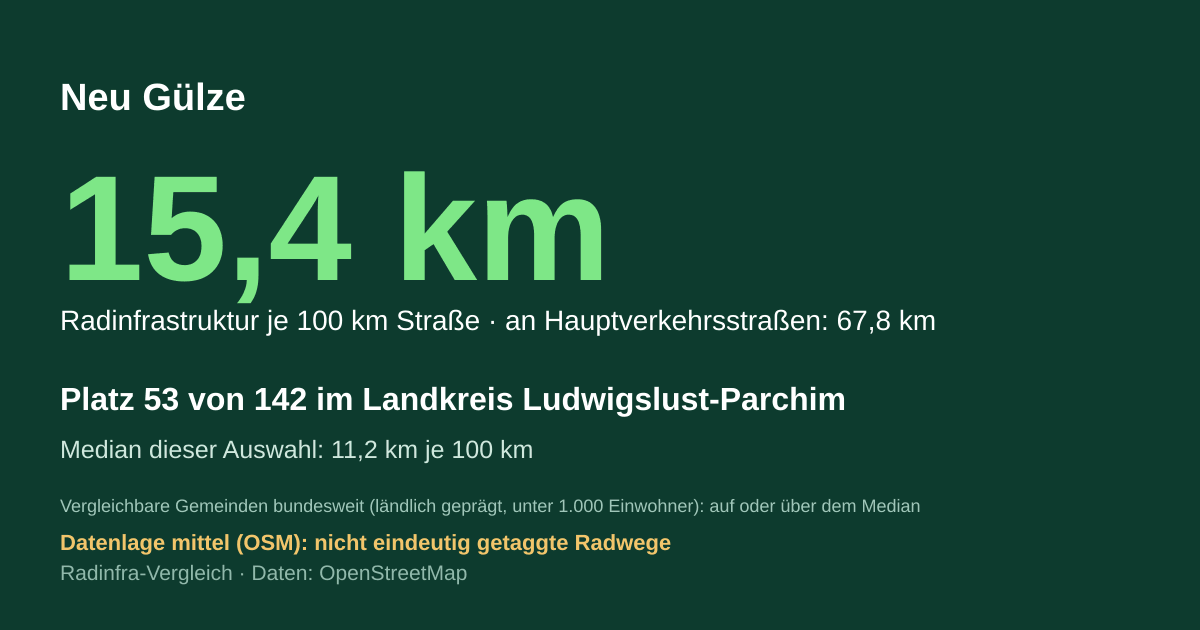 Neu Gülze
15,4 km
Radinfrastruktur je 100 km Straße · an Hauptverkehrsstraßen: 67,8 km
Platz 53 von 142 im Landkreis Ludwigslust-Parchim
Median dieser Auswahl: 11,2 km je 100 km
Vergleichbare Gemeinden bundesweit (ländlich geprägt, unter 1.000 Einwohner): auf oder über dem Median
Datenlage mittel (OSM): nicht eindeutig getaggte Radwege
Radinfra-Vergleich · Daten: OpenStreetMap